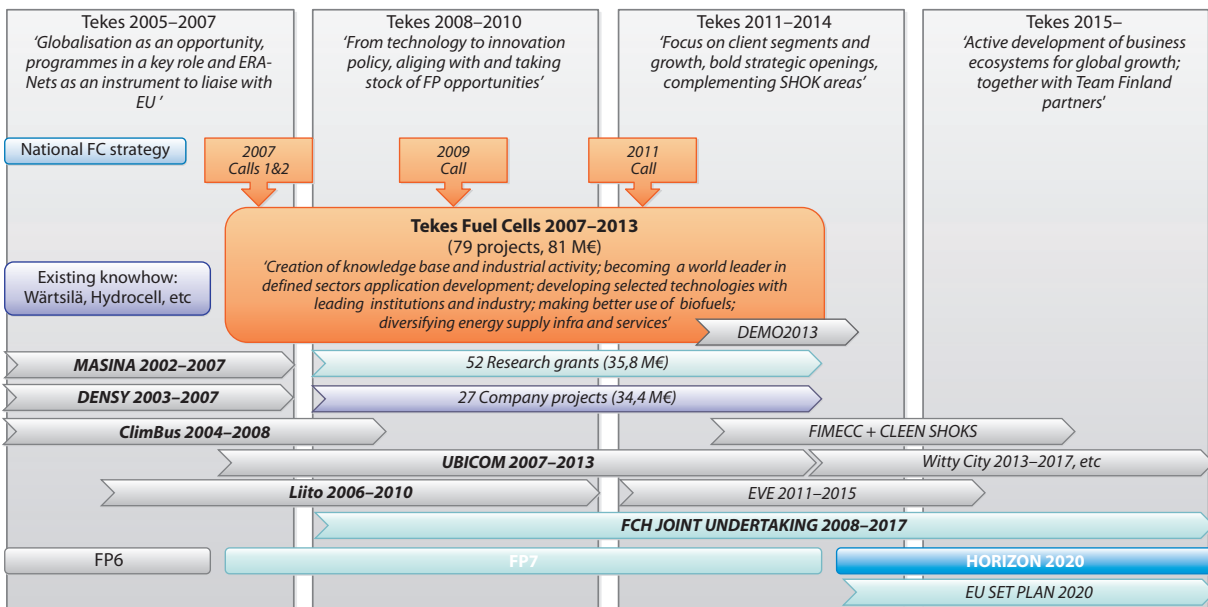 Tekes 2005–2007
‘Globalisation as an opportunity,
programmes in a key role and ERA-
Nets as an instrument to liaise with
EU ’
Tekes 2008–2010
‘From technology to innovation
policy, aliging with and taking
stock of FP opportunities’
Tekes 2011–2014
‘Focus on client segments and
growth, bold strategic openings,
complementing SHOK areas’
Tekes 2015–
‘Active development of business
ecosystems for global growth;
together with Team Finland
partners’
National FC strategy
2007
Calls 1&2
2009
Call
2011
Call
Tekes Fuel Cells 2007–2013
(79 projects, 81 M€)
‘Creation of knowledge base and industrial activity; becoming a world leader in
defined sectors application development; developing selected technologies with
leading institutions and industry; making better use of biofuels;
diversifying energy supply infra and services’
Existing knowhow:
Wärtsilä, Hydrocell, etc
DEMO2013
MASINA 2002–2007
52 Research grants (35,8 M€)
DENSY 2003–2007
27 Company projects (34,4 M€)
ClimBus 2004–2008
FIMECC + CLEEN SHOKS
UBICOM 2007–2013
Witty City 2013–2017, etc
Liito 2006–2010
EVE 2011–2015
FCH JOINT UNDERTAKING 2008–2017
FP6
FP7
HORIZON 2020
EU SET PLAN 2020